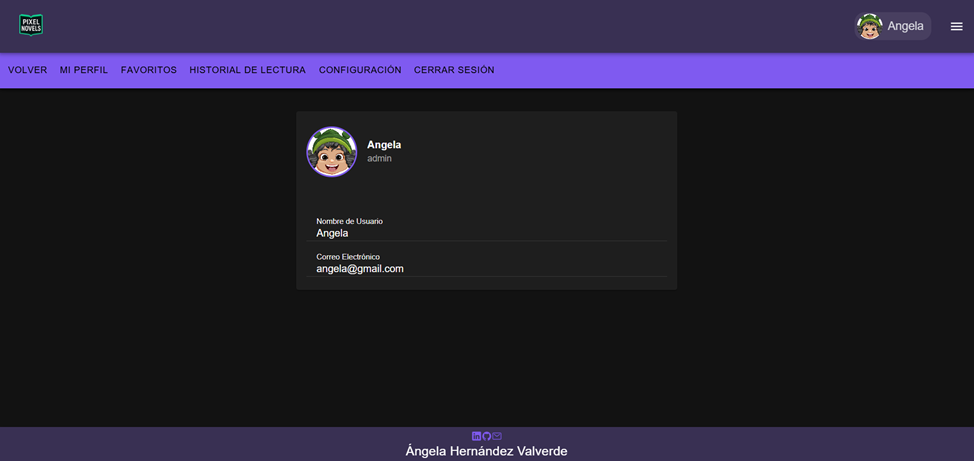 PIXEL
NOVELS
Angela
VOLVER MI PERFIL FAVORITOS HISTORIAL DE LECTURA CONFIGURACIÓN CERRAR SESIÓN
Angela
admin
Nombre de Usuario
Angela
Correo Electrónico
angela@gmail.com
in
Ángela Hernández Valverde